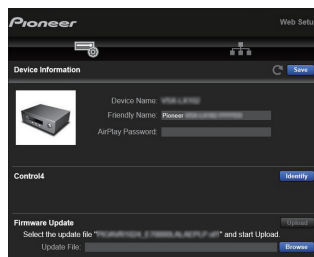 Pioneer
Web Setu
Device Information
Save
Device Name:
Friendly Name: Pioneer
AirPlay Password:
Control4
Identify
Firmware Update
Upload
Select the update file " " and start Upload.
Update File:
Browse